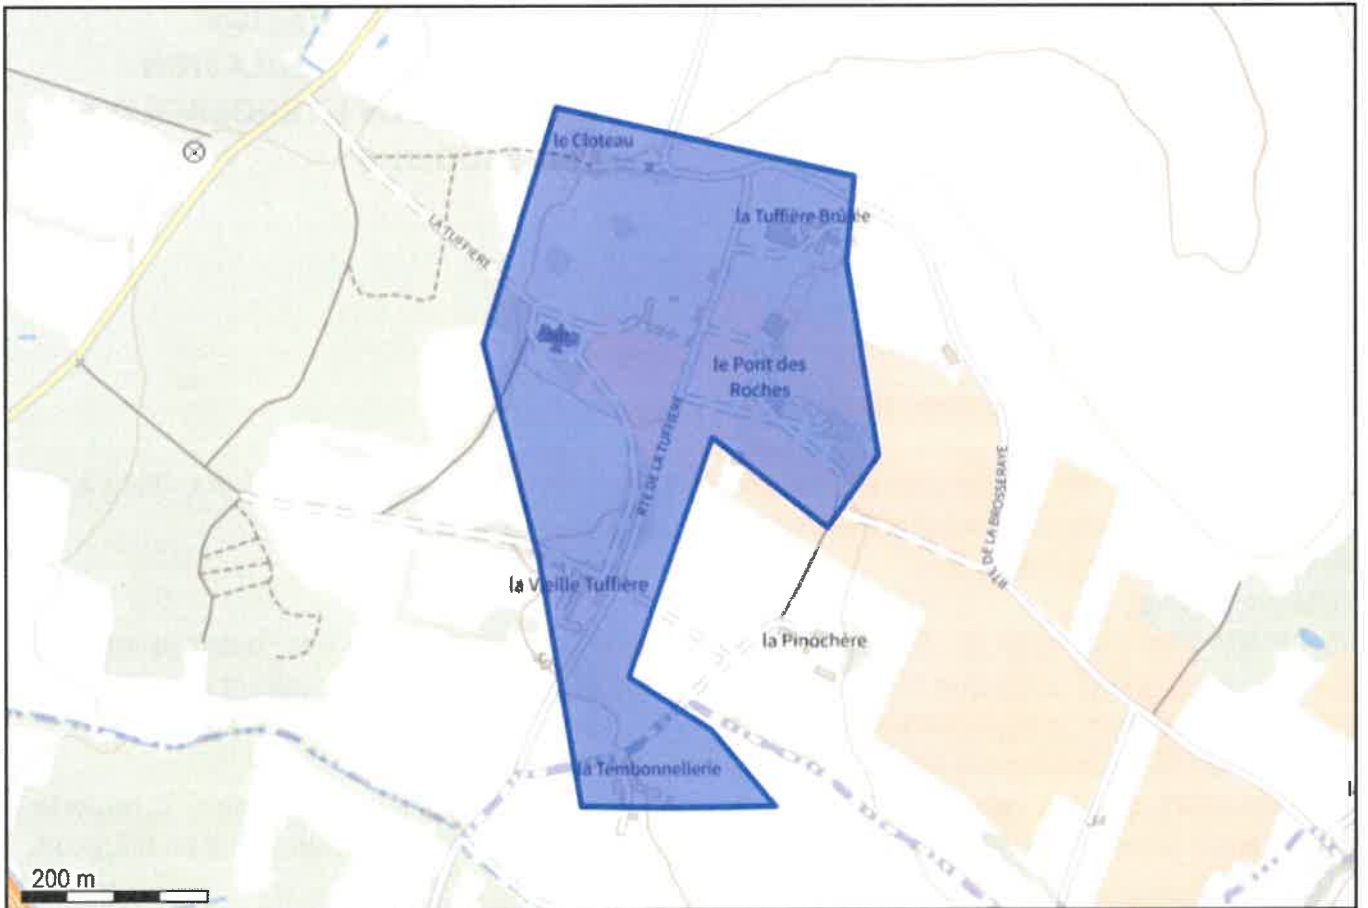 le Cloteau
la Tuffière Brûlée
LA TUFFIERE
le Pont des
Roches
RTE DE LA TUFFIERE
RTE DE LA BROSSERAYE
la Vieille Tuffière
la Pinochère
la Tembonnellerie
200 m